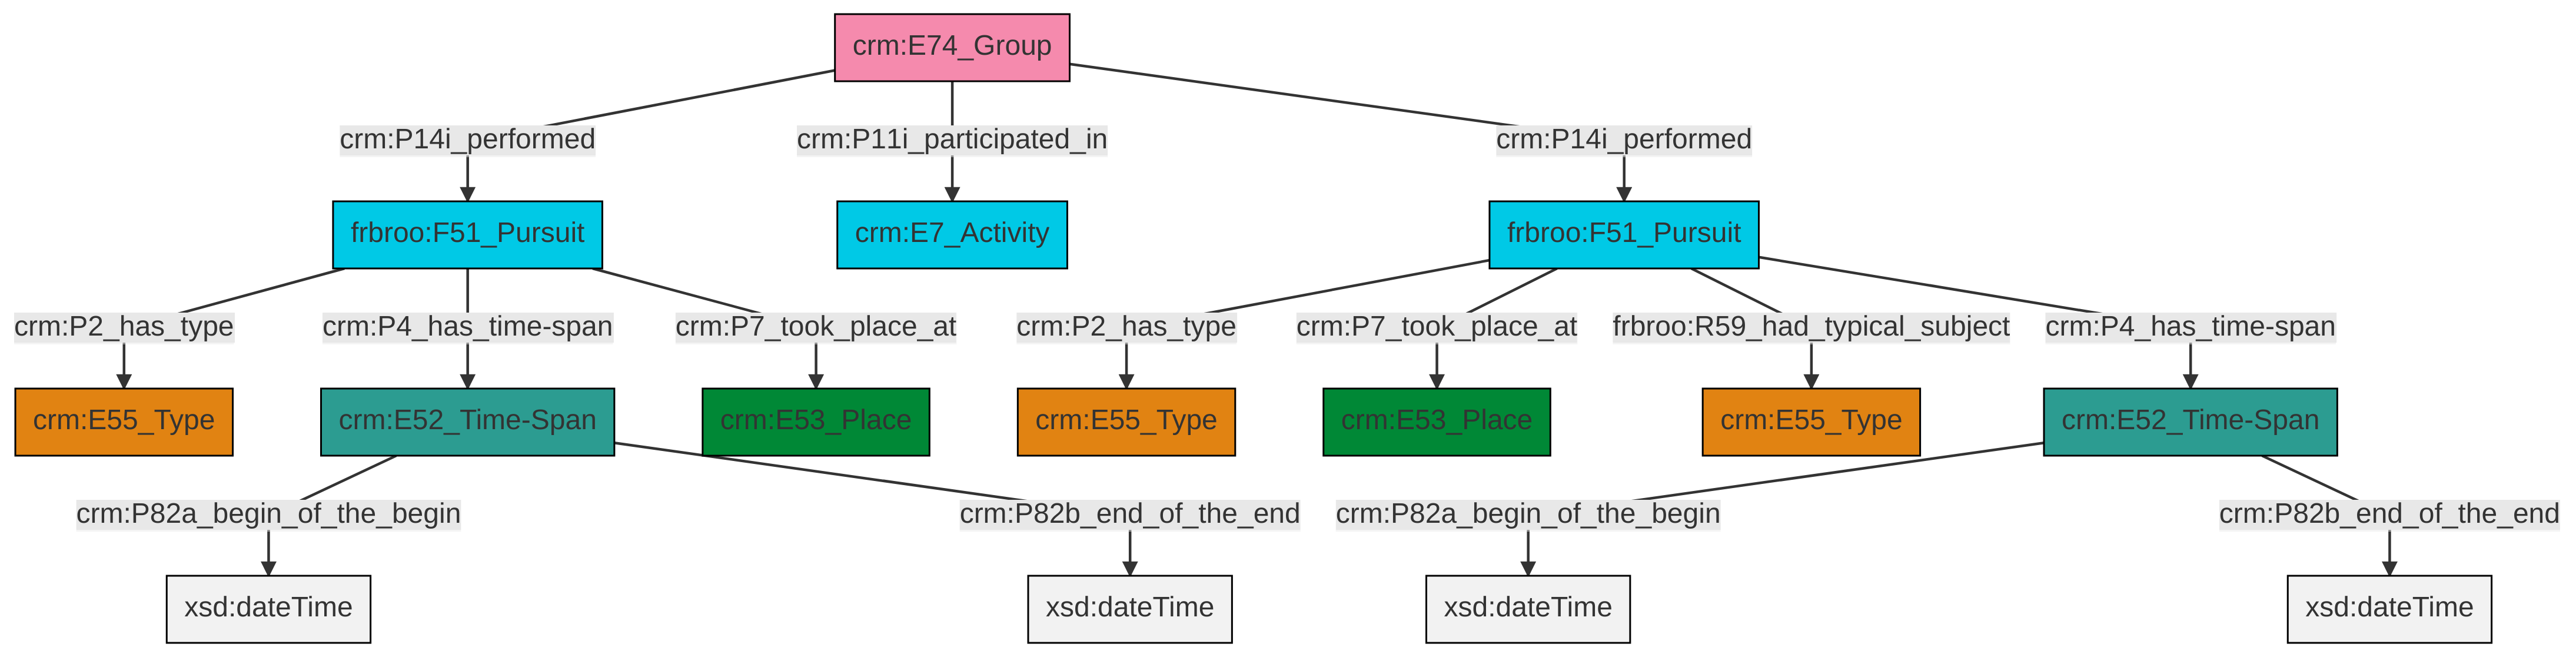 crm:E74_Group
crm:P14i_performed
crm:P11i_participated_in
crm:P14i_performed
frbroo:F51_Pursuit
crm:E7_Activity
frbroo:F51_Pursuit
crm:P2_has_type
crm:P4_has_time-span
crm:P7_took_place_at
crm:P2_has_type
crm:P7_took_place_at
frbroo:R59_had_typical_subject
crm:P4_has_time-span
crm:E55_Type
crm:E52_Time-Span
crm:E53_Place
crm:E55_Type
crm:E53_Place
crm:E55_Type
crm:E52_Time-Span
crm:P82a_begin_of_the_begin
crm:P82b_end_of_the_end
crm:P82a_begin_of_the_begin
crm:P82b_end_of_the_end
xsd:dateTime
xsd:dateTime
xsd:dateTime
xsd:dateTime